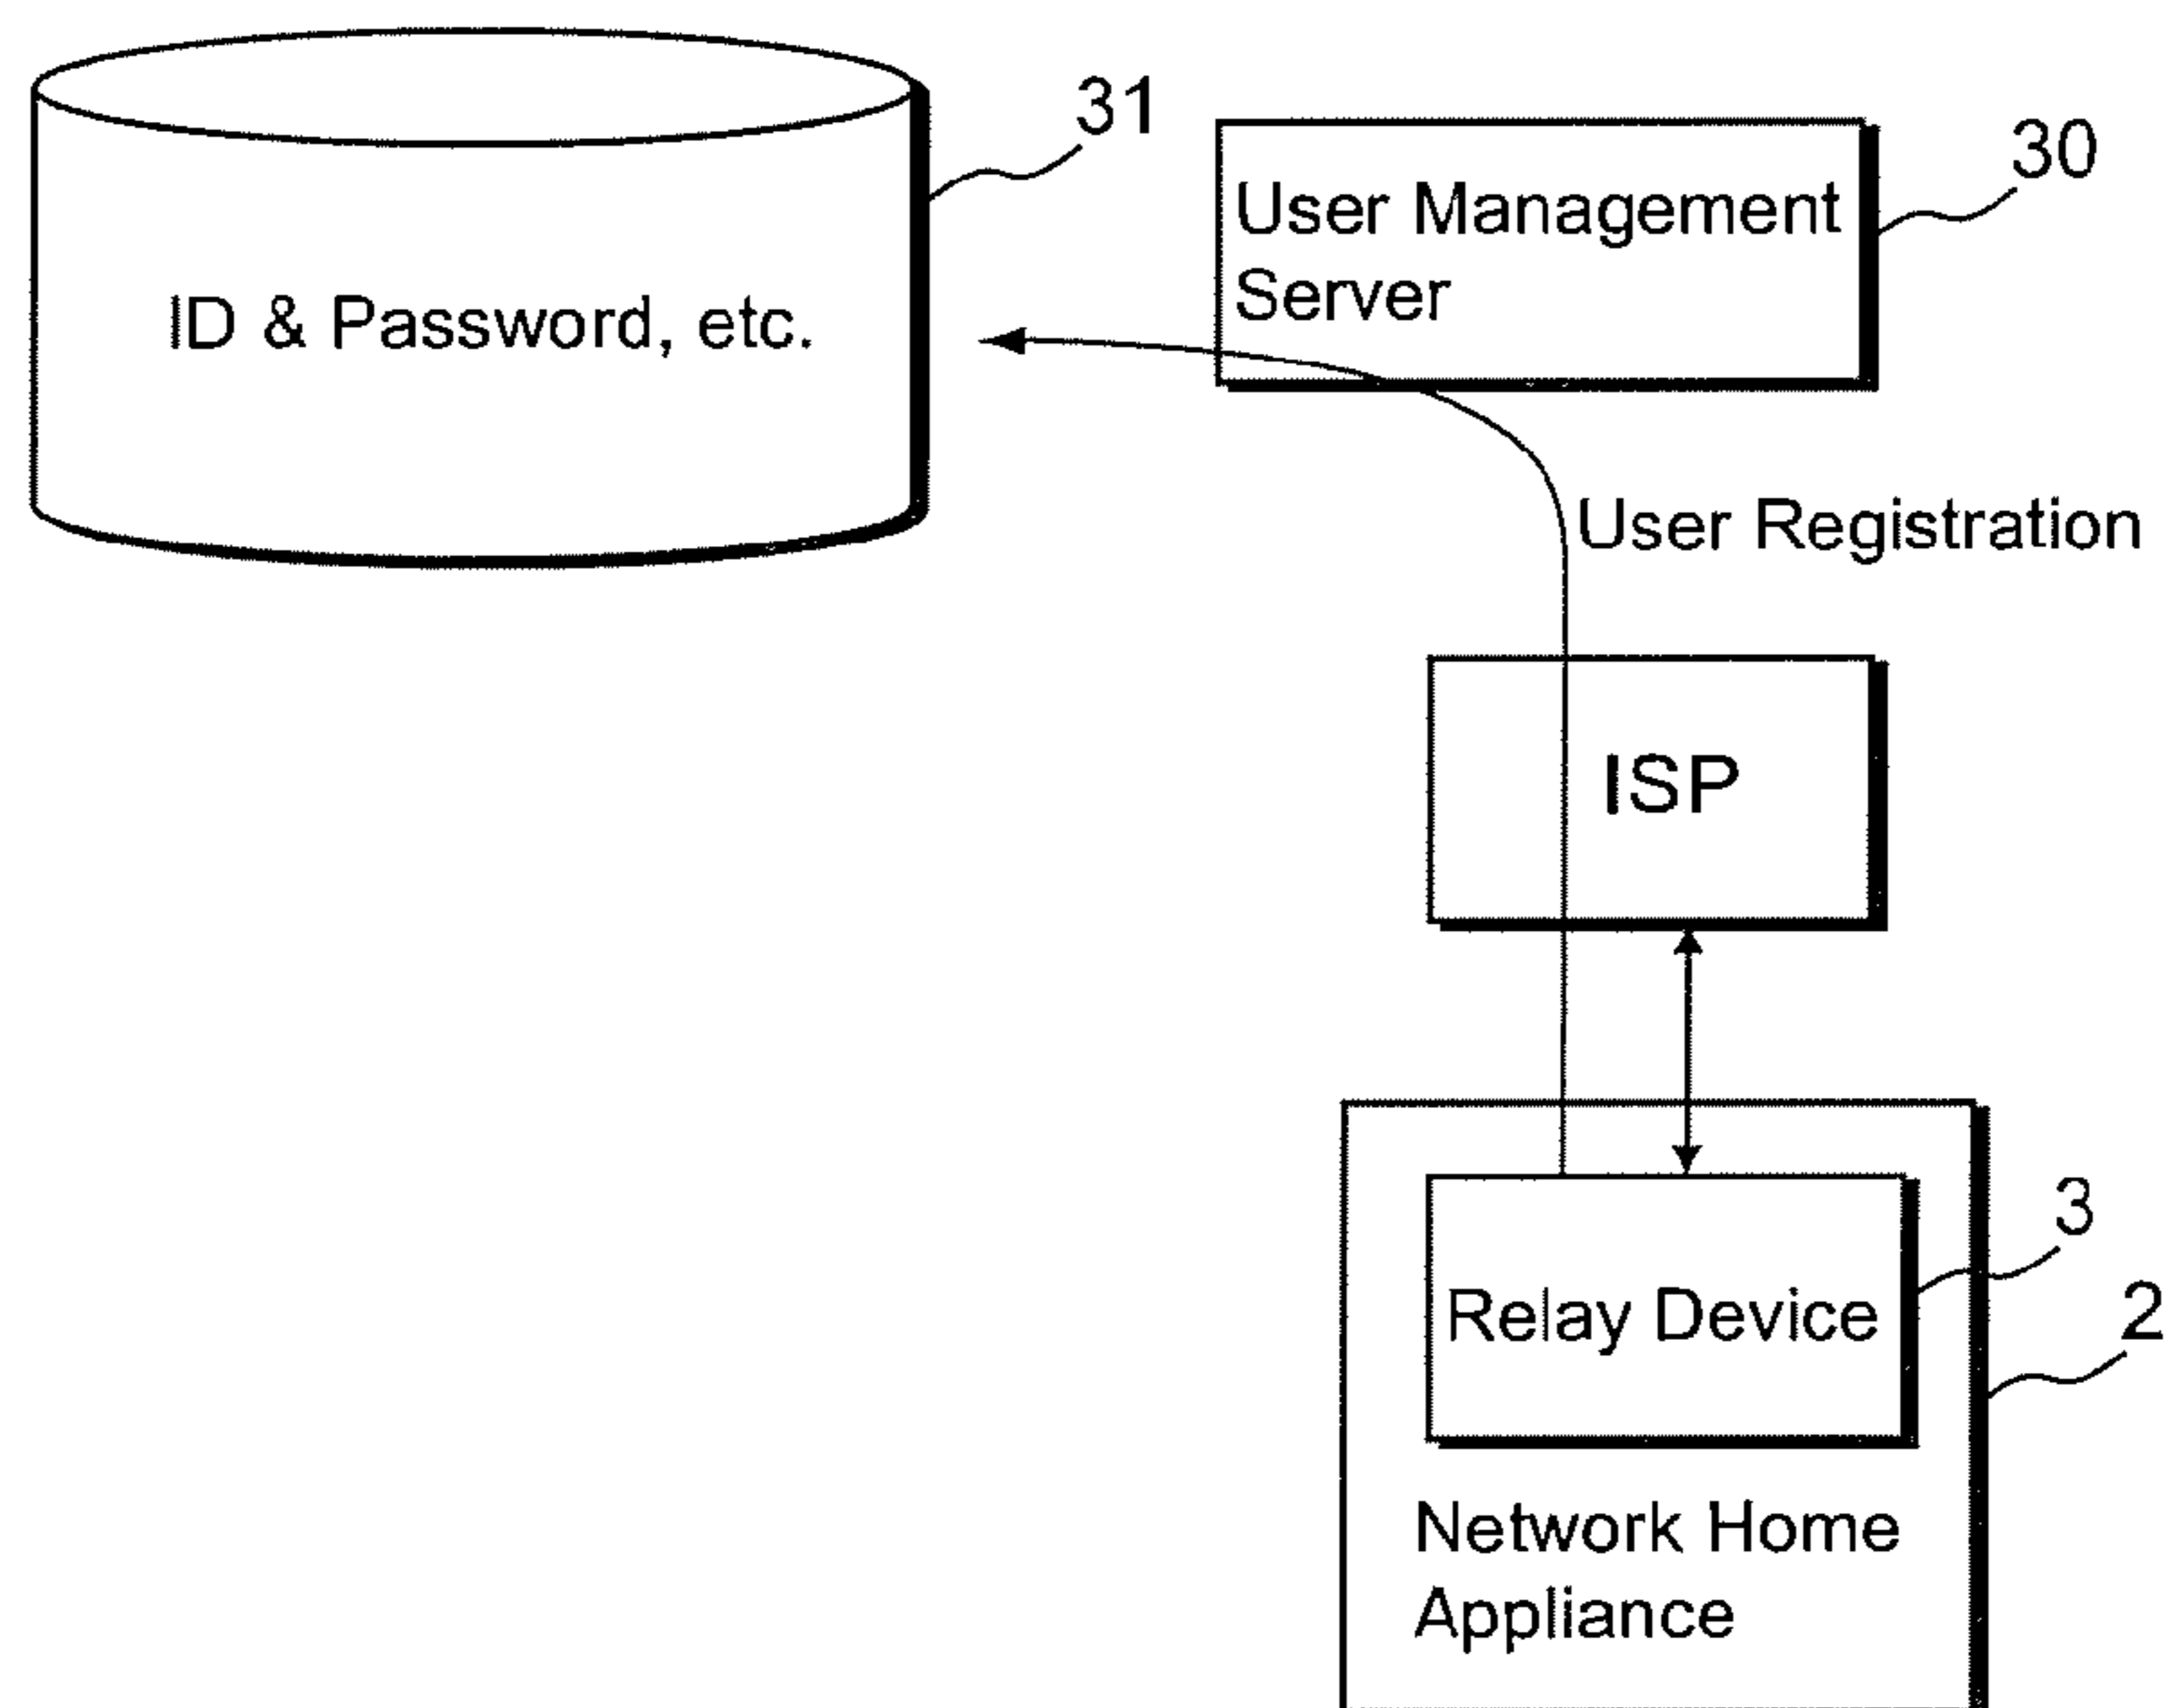 31
30
User Management
Server
ID & Password, etc.
User Registration
ISP
3
Relay Device
2
Network Home
Appliance